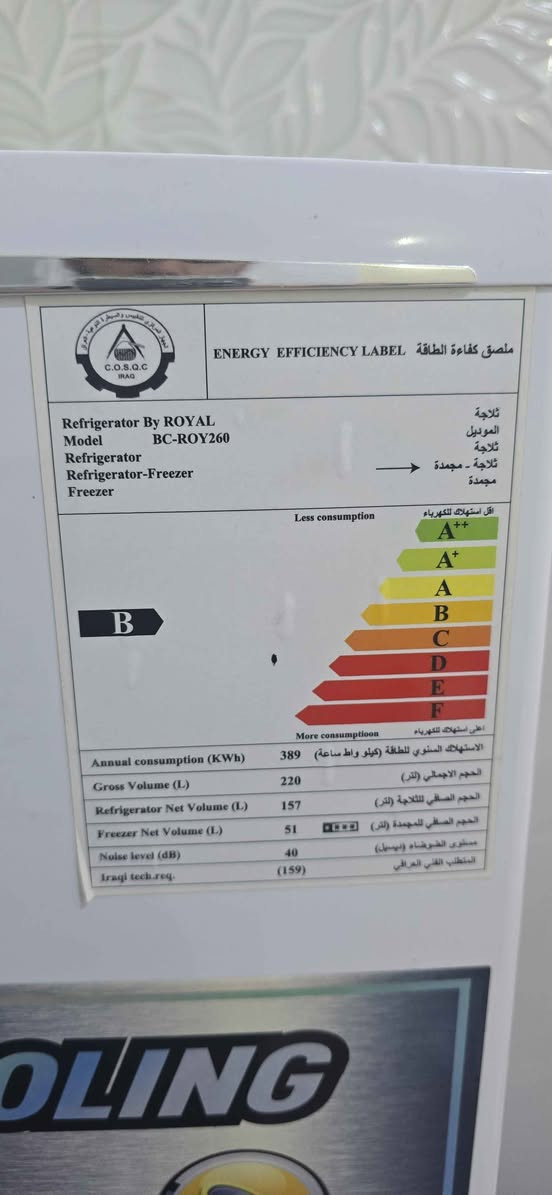 C.O.S.Q.C
IRAQ
ENERGY EFFICIENCY LABEL ملصق كفاءة الطاقة
Refrigerator By ROYAL ثلاجة
Model BC-ROY260 الموديل
Refrigerator ثلاجة
Refrigerator-Freezer ثلاجة - مجمدة
Freezer مجمدة
Less consumption اقل استهلاك للكهرباء
A++
A+
A
B
B
C
D
E
F
More consumptioon اعلى استهلاك للكهرباء
Annual consumption (KWh) 389 الاستهلاك السنوي للطاقة (كيلو واط ساعة)
Gross Volume (L) 220 الحجم الاجمالي (لتر)
Refrigerator Net Volume (L) 157 الحجم الصافي للثلاجة (لتر)
Freezer Net Volume (L) 51 الحجم الصافي للمجمدة (لتر)
Noise level (dB) 40 مستوى الضوضاء (ديسبل)
Iraqi tech.req. (159) المتطلب الفني العراقي
OLING